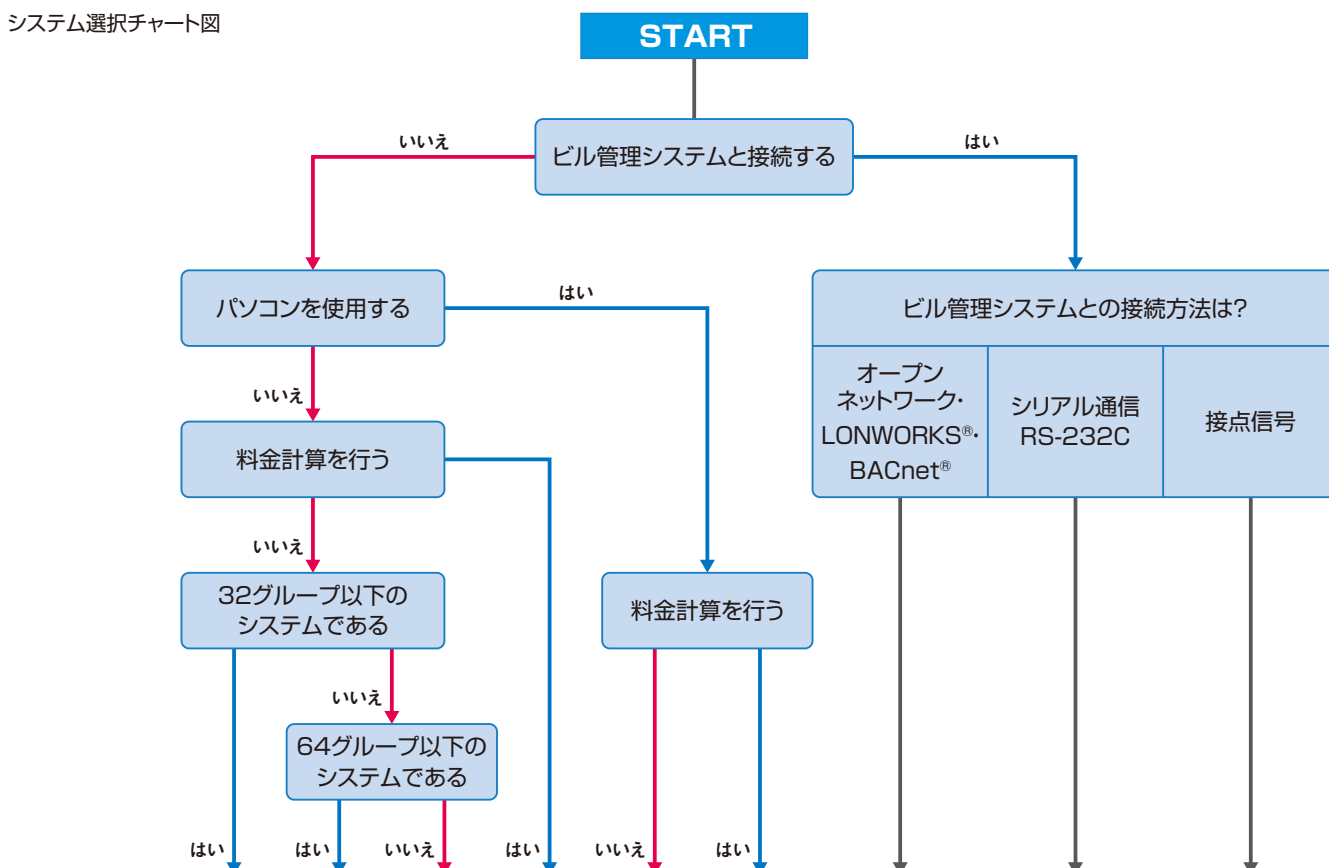 システム選択チャート図
START
いいえ
ビル管理システムと接続する
はい
パソコンを使用する
はい
ビル管理システムとの接続方法は?
オープン
ネットワーク・
LONWORKS®・
BACnet®
シリアル通信
RS-232C
接点信号
いいえ
料金計算を行う
いいえ
32グループ以下の
システムである
料金計算を行う
いいえ
64グループ以下の
システムである
はい
はい
いいえ
はい
いいえ
はい